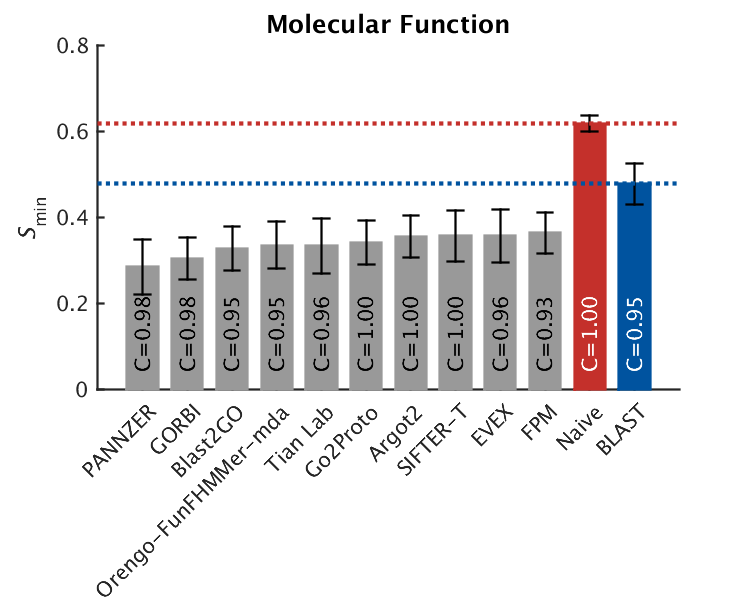 Molecular Function
0.8
0.6
0.4
0.2
0
Smin
C=0.98
C=0.98
C=0.95
C=0.95
C=0.96
C=1.00
C=1.00
C=1.00
C=0.96
C=0.93
C=1.00
C=0.95
PANNZER
GORBI
Blast2GO
Orengo-FunFHMMer-mda
Tian Lab
Go2Proto
Argot2
SIFTER-T
EVEX
FPM
Naive
BLAST